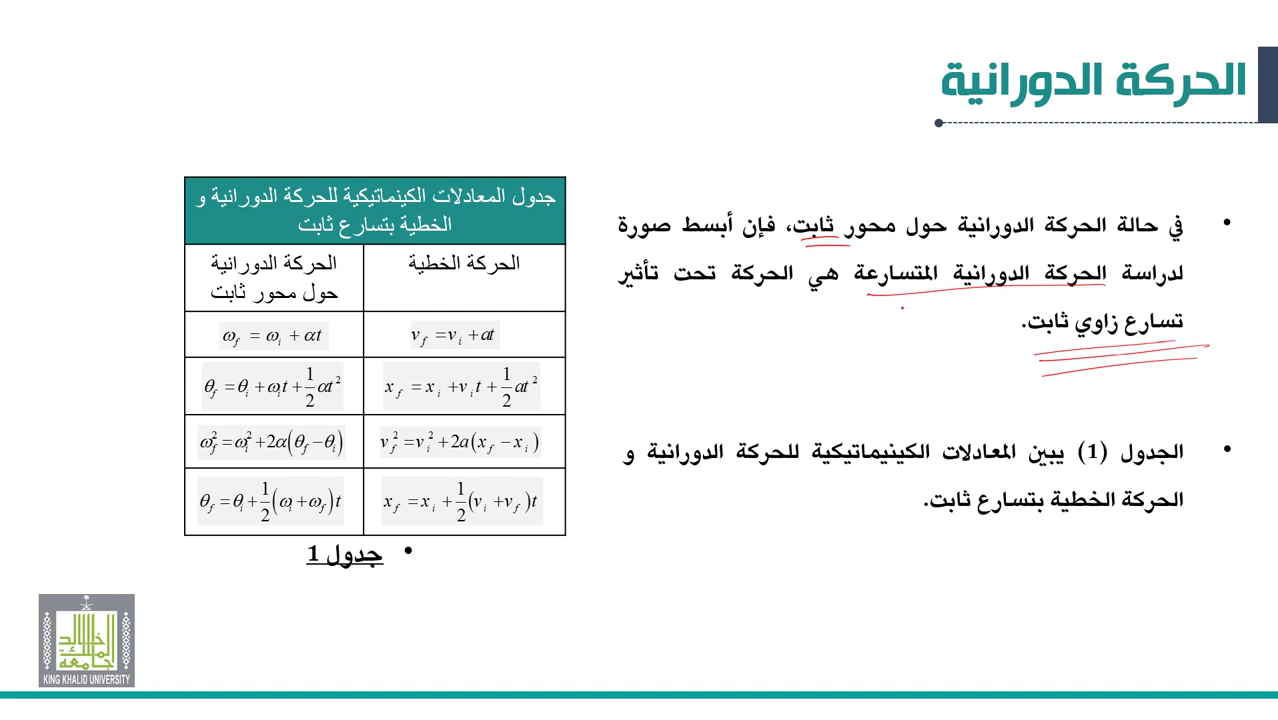 الحركة الدورانية
في حالة الحركة الدورانية حول محور ثابت، فإن أبسط صورة
لدراسة الحركة الدورانية المتسارعة هي الحركة تحت تأثير
تسارع زاوي ثابت.
الجدول (1) يبين المعادلات الكينيماتيكية للحركة الدورانية و
الحركة الخطية بتسارع ثابت.
جدول المعادلات الكينماتيكية للحركة الدورانية و
الخطية بتسارع ثابت
الحركة الخطية
الحركة الدورانية
حول محور ثابت
v_f = v_i + at
ω_f = ω_i + αt
x_f = x_i + v_i t + 1/2 at²
θ_f = θ_i + ω_i t + 1/2 αt²
v_f² = v_i² + 2a(x_f − x_i)
ω_f² = ω_i² + 2α(θ_f − θ_i)
x_f = x_i + 1/2 (v_i + v_f)t
θ_f = θ_i + 1/2 (ω_i + ω_f)t
جدول 1
جامعة الملك خالد
KING KHALID UNIVERSITY